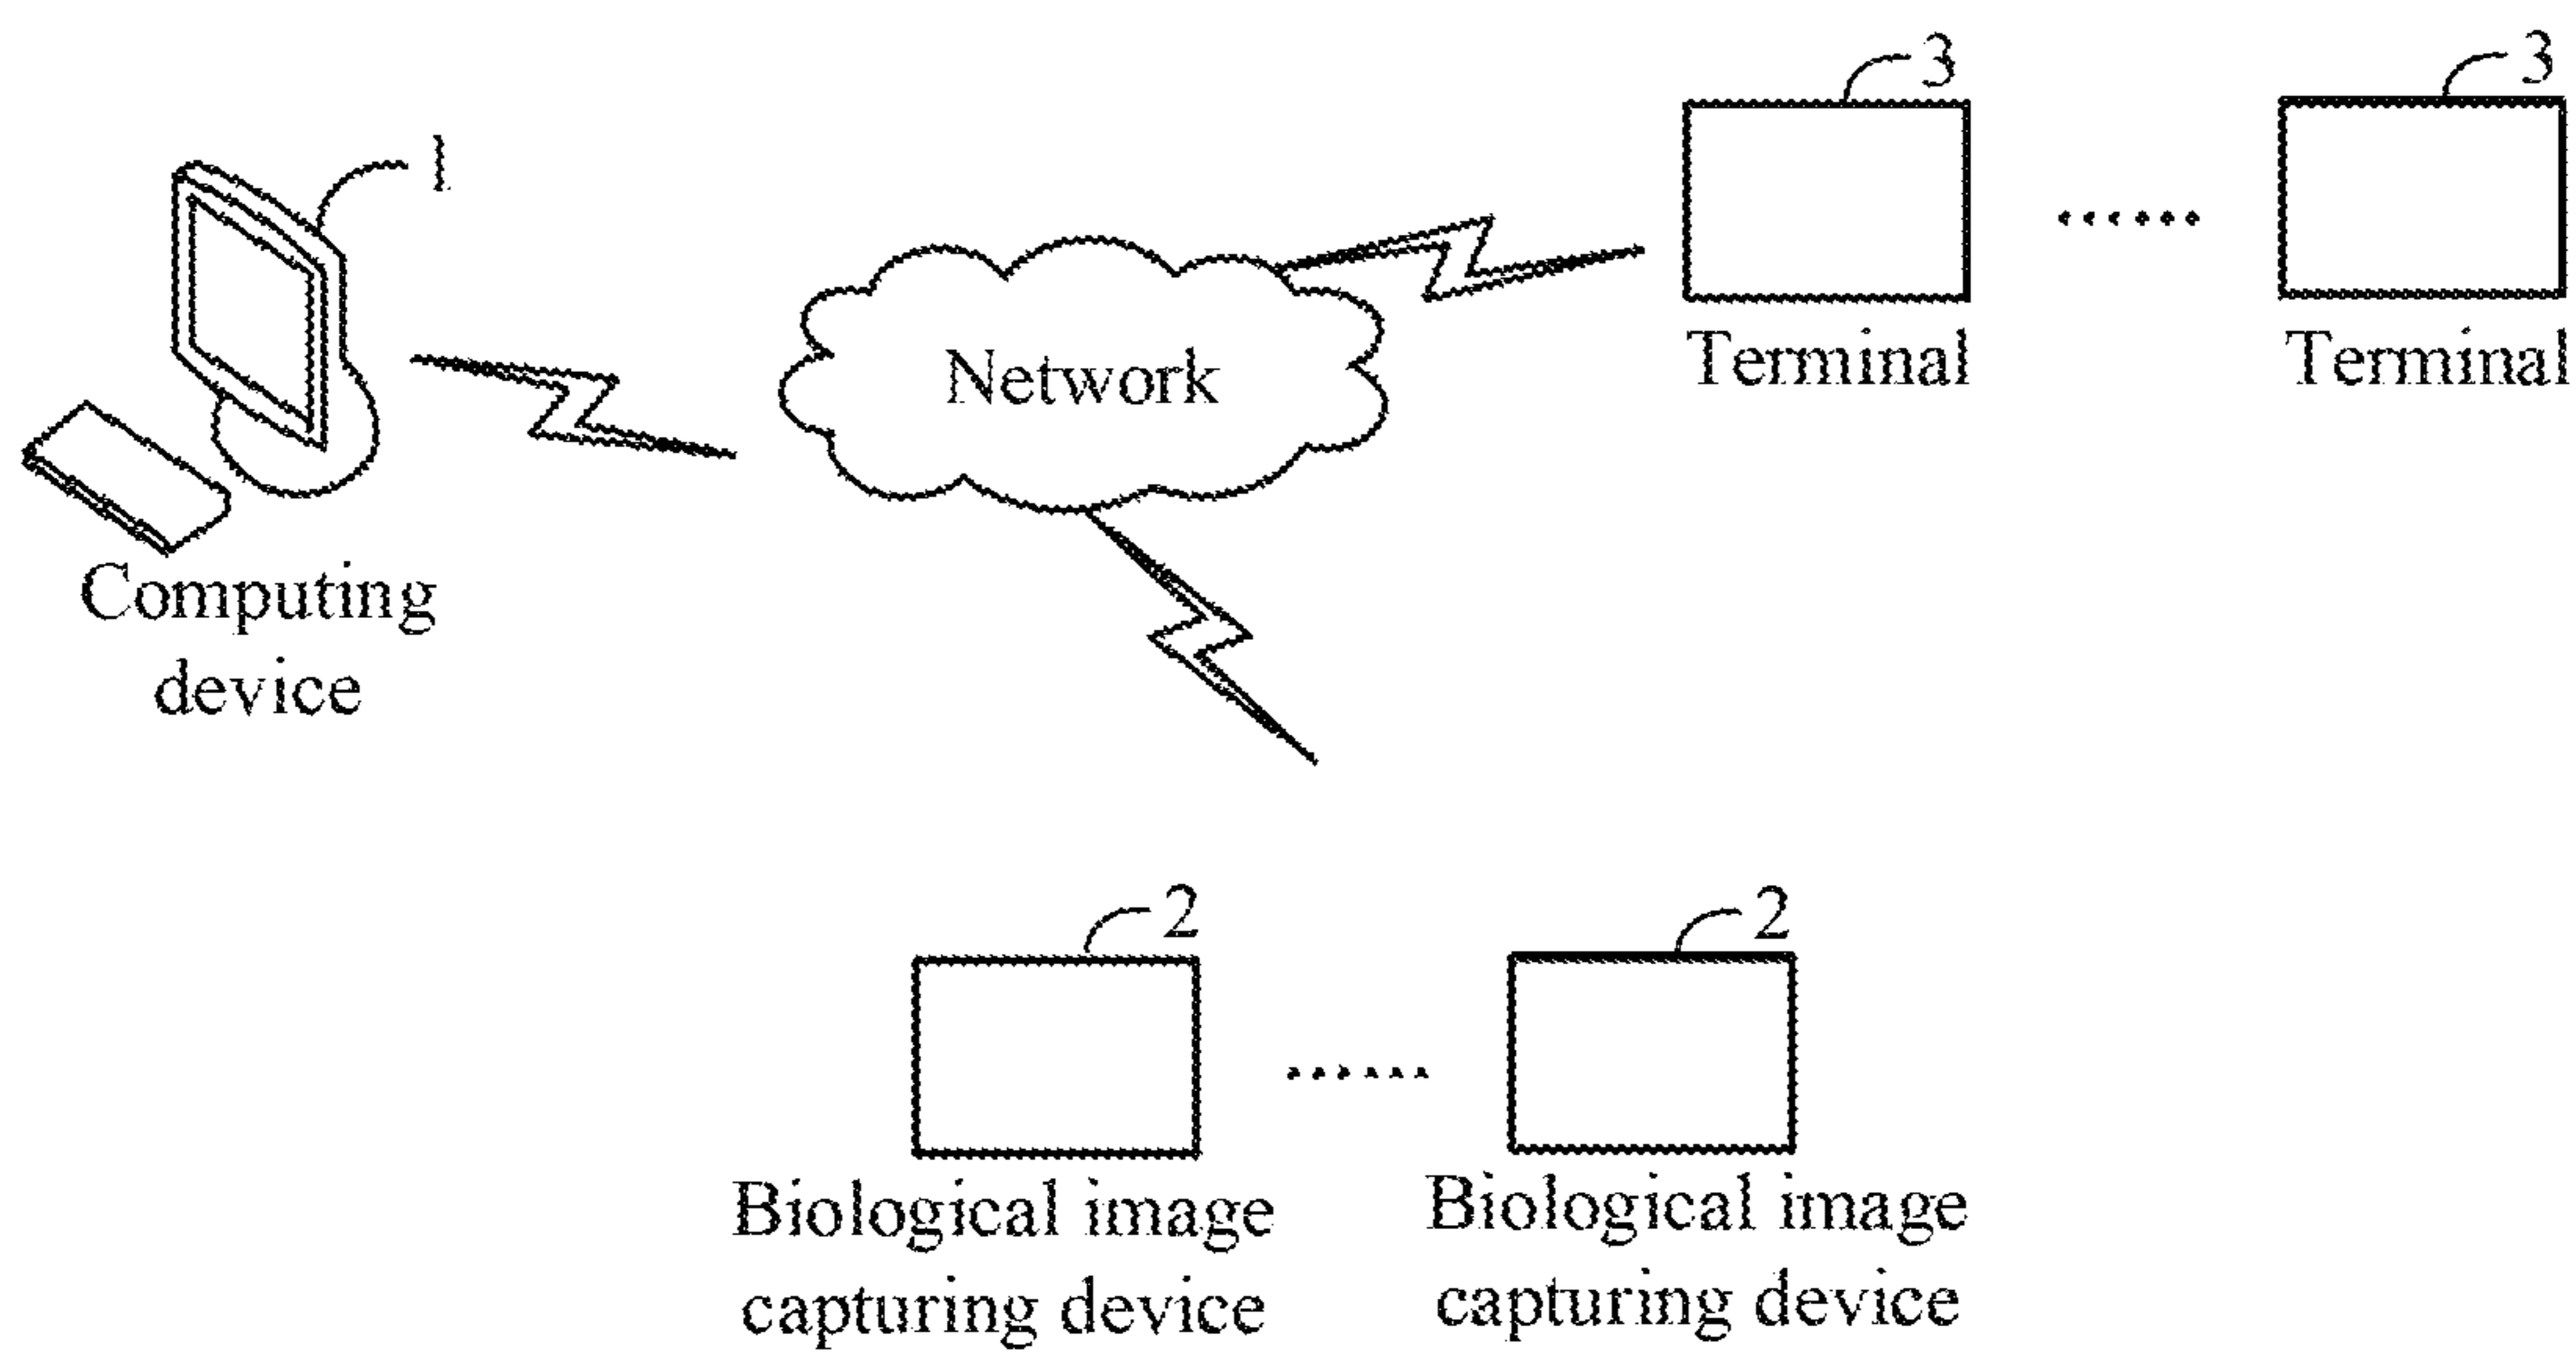 3
3
1
Network
Terminal
Terminal
Computing
device
2
2
Biological image
capturing device
Biological image
capturing device